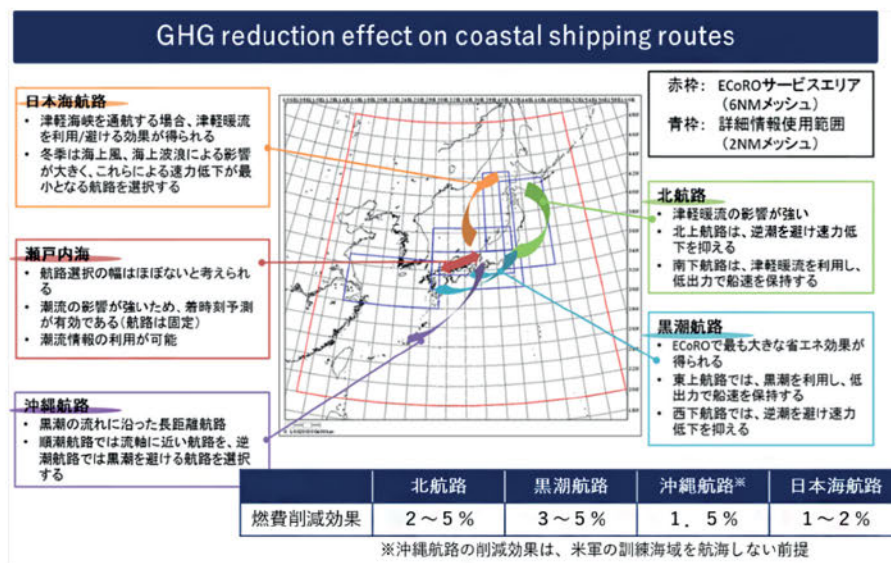 GHG reduction effect on coastal shipping routes
日本海航路
• 津軽海峡を通航する場合、津軽暖流
を利用/避ける効果が得られる
• 冬季は海上風、海上波浪による影響
が大きく、これらによる速力低下が最
小となる航路を選択する
赤枠： ECoROサービスエリア
（6NMメッシュ）
青枠： 詳細情報使用範囲
（2NMメッシュ）
北航路
• 津軽暖流の影響が強い
• 北上航路は、逆潮を避け速力低
下を抑える
• 南下航路は、津軽暖流を利用し、
低出力で船速を保持する
瀬戸内海
• 航路選択の幅はほぼないと考えられ
る
• 潮流の影響が強いため、着時刻予測
が有効である（航路は固定）
• 潮流情報の利用が可能
黒潮航路
• ECoROで最も大きな省エネ効果が
得られる
• 東上航路では、黒潮を利用し、低
出力で船速を保持する
• 西下航路では、逆潮を避け速力
低下を抑える
沖縄航路
• 黒潮の流れに沿った長距離航路
• 順潮航路では流軸に近い航路を、逆
潮航路では黒潮を避ける航路を選択
する
北航路 黒潮航路 沖縄航路※ 日本海航路
燃費削減効果 2～5％ 3～5％ 1．5％ 1～2％
※沖縄航路の削減効果は、米軍の訓練海域を航海しない前提